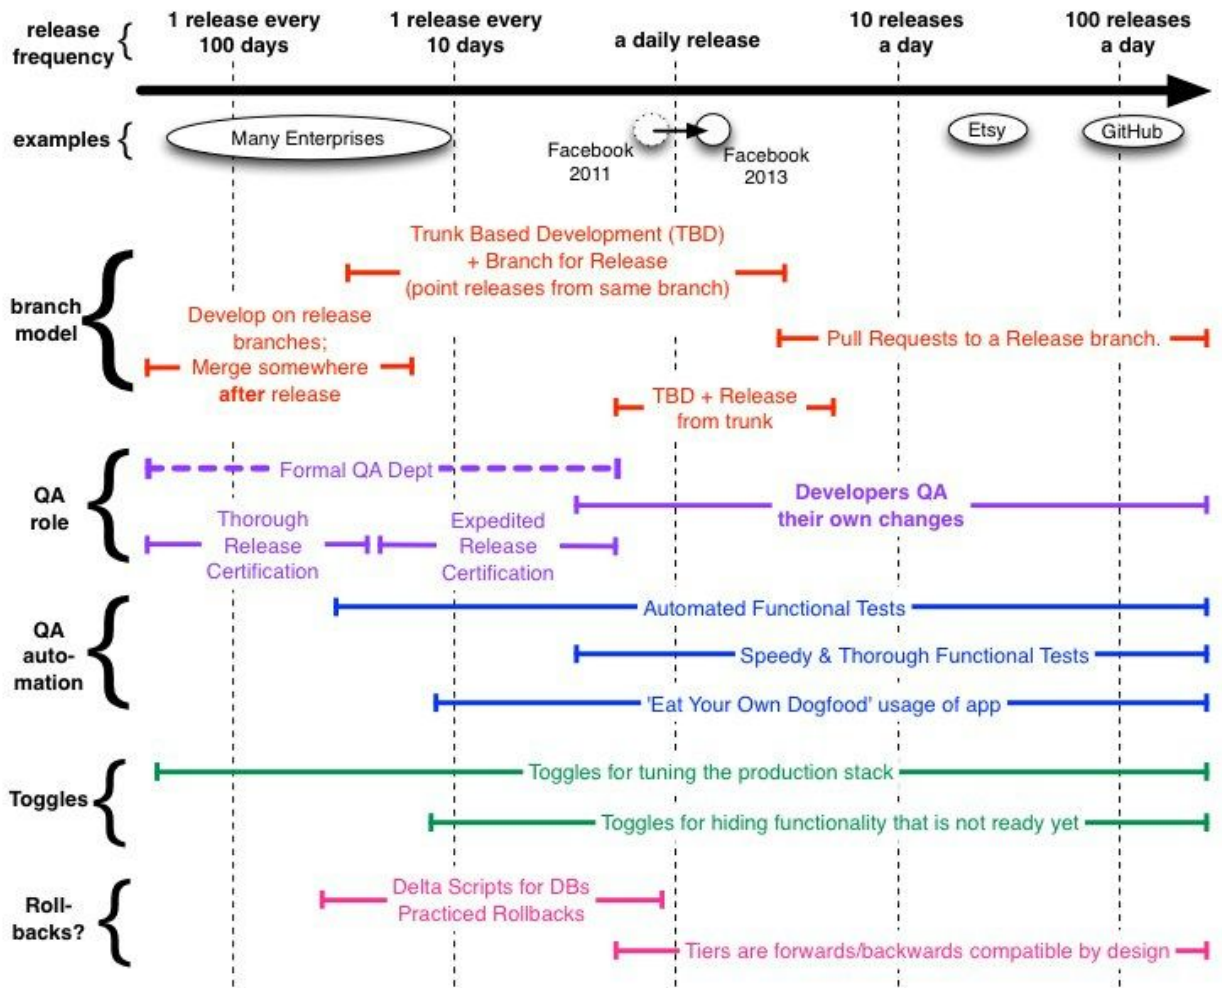 release
frequency
1 release every
100 days
1 release every
10 days
a daily release
10 releases
a day
100 releases
a day
examples
Many Enterprises
Facebook
2011
Facebook
2013
Etsy
GitHub
branch
model
Trunk Based Development (TBD)
+ Branch for Release
(point releases from same branch)
Develop on release
branches;
Merge somewhere
after release
Pull Requests to a Release branch.
TBD + Release
from trunk
QA
role
Formal QA Dept
Developers QA
their own changes
Thorough
Release
Certification
Expedited
Release
Certification
QA
auto-
mation
Automated Functional Tests
Speedy & Thorough Functional Tests
'Eat Your Own Dogfood' usage of app
Toggles
Toggles for tuning the production stack
Toggles for hiding functionality that is not ready yet
Roll-
backs?
Delta Scripts for DBs
Practiced Rollbacks
Tiers are forwards/backwards compatible by design